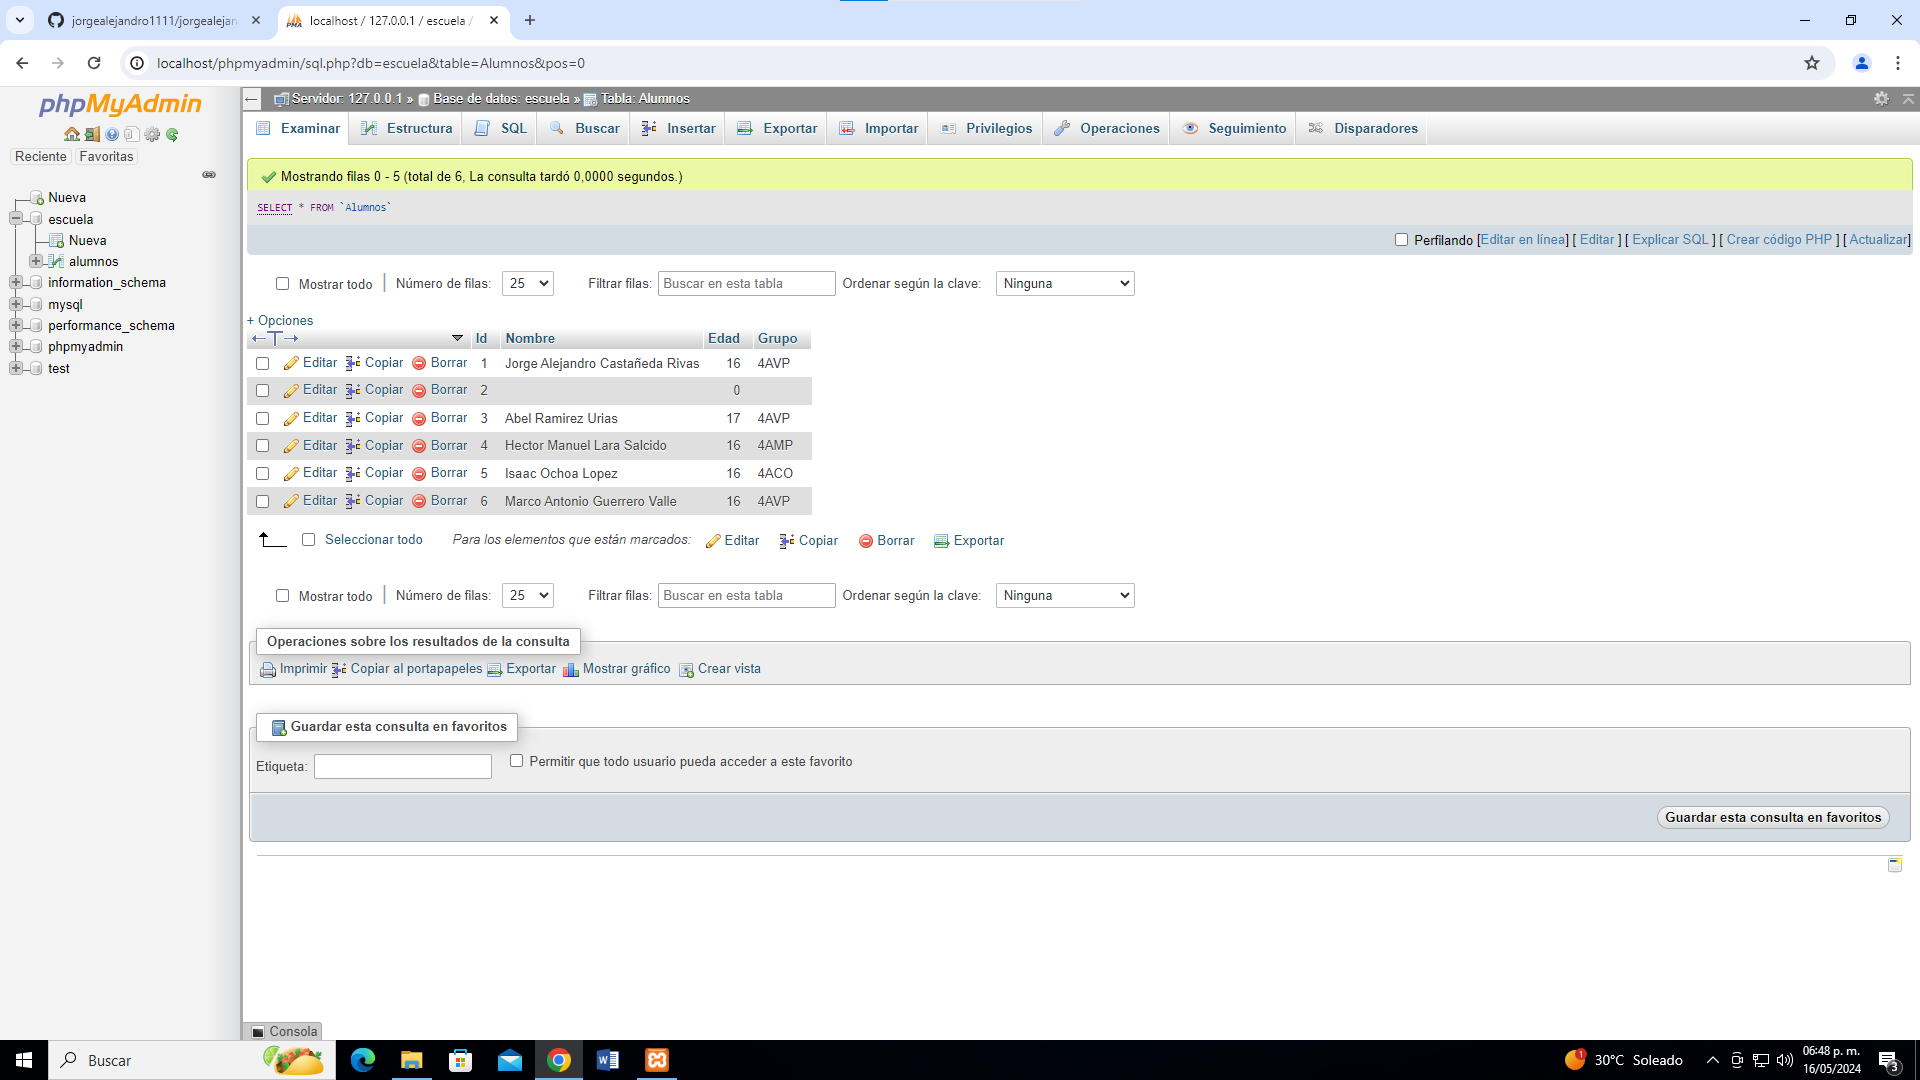 jorgealejandro1111/jorgealejan
localhost / 127.0.0.1 / escuela /
localhost/phpmyadmin/sql.php?db=escuela&table=Alumnos&pos=0
phpMyAdmin
Reciente Favoritas
Nueva
escuela
Nueva
alumnos
information_schema
mysql
performance_schema
phpmyadmin
test
Servidor: 127.0.0.1 » Base de datos: escuela » Tabla: Alumnos
Examinar Estructura SQL Buscar Insertar Exportar Importar Privilegios Operaciones Seguimiento Disparadores
Mostrando filas 0 - 5 (total de 6, La consulta tardó 0,0000 segundos.)
SELECT * FROM `Alumnos`
Perfilando [Editar en línea] [ Editar ] [ Explicar SQL ] [ Crear código PHP ] [ Actualizar]
Mostrar todo Número de filas: 25 Filtrar filas: Buscar en esta tabla Ordenar según la clave: Ninguna
+ Opciones
←T→ Id Nombre Edad Grupo
Editar Copiar Borrar 1 Jorge Alejandro Castañeda Rivas 16 4AVP
Editar Copiar Borrar 2 0
Editar Copiar Borrar 3 Abel Ramirez Urias 17 4AVP
Editar Copiar Borrar 4 Hector Manuel Lara Salcido 16 4AMP
Editar Copiar Borrar 5 Isaac Ochoa Lopez 16 4ACO
Editar Copiar Borrar 6 Marco Antonio Guerrero Valle 16 4AVP
Seleccionar todo Para los elementos que están marcados: Editar Copiar Borrar Exportar
Mostrar todo Número de filas: 25 Filtrar filas: Buscar en esta tabla Ordenar según la clave: Ninguna
Operaciones sobre los resultados de la consulta
Imprimir Copiar al portapapeles Exportar Mostrar gráfico Crear vista
Guardar esta consulta en favoritos
Etiqueta: Permitir que todo usuario pueda acceder a este favorito
Guardar esta consulta en favoritos
Consola
Buscar
30°C Soleado
06:48 p. m.
16/05/2024
3